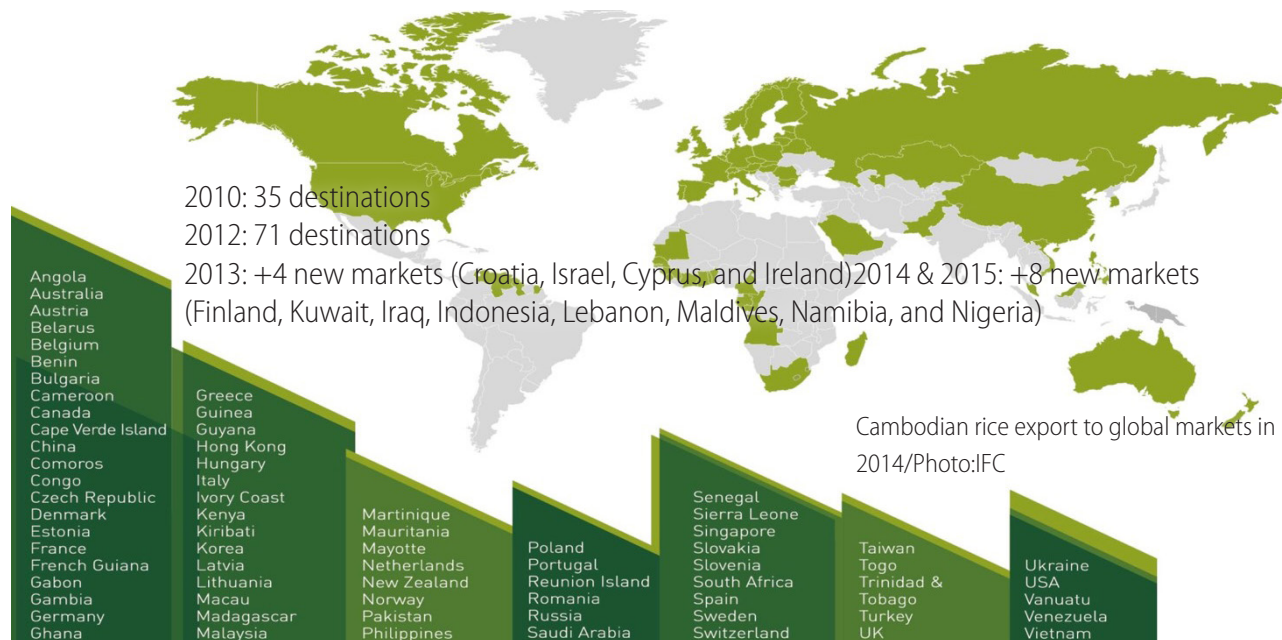 2010: 35 destinations
2012: 71 destinations
2013: +4 new markets (Croatia, Israel, Cyprus, and Ireland)2014 & 2015: +8 new markets
(Finland, Kuwait, Iraq, Indonesia, Lebanon, Maldives, Namibia, and Nigeria)
Cambodian rice export to global markets in
2014/Photo:IFC
Angola
Australia
Austria
Belarus
Belgium
Benin
Bulgaria
Cameroon
Canada
Cape Verde Island
China
Comoros
Congo
Czech Republic
Denmark
Estonia
France
French Guiana
Gabon
Gambia
Germany
Ghana
Greece
Guinea
Guyana
Hong Kong
Hungary
Italy
Ivory Coast
Kenya
Kiribati
Korea
Latvia
Lithuania
Macau
Madagascar
Malaysia
Martinique
Mauritania
Mayotte
Netherlands
New Zealand
Norway
Pakistan
Philippines
Poland
Portugal
Reunion Island
Romania
Russia
Saudi Arabia
Senegal
Sierra Leone
Singapore
Slovakia
Slovenia
South Africa
Spain
Sweden
Switzerland
Taiwan
Togo
Trinidad &
Tobago
Turkey
UK
Ukraine
USA
Vanuatu
Venezuela
Vietnam